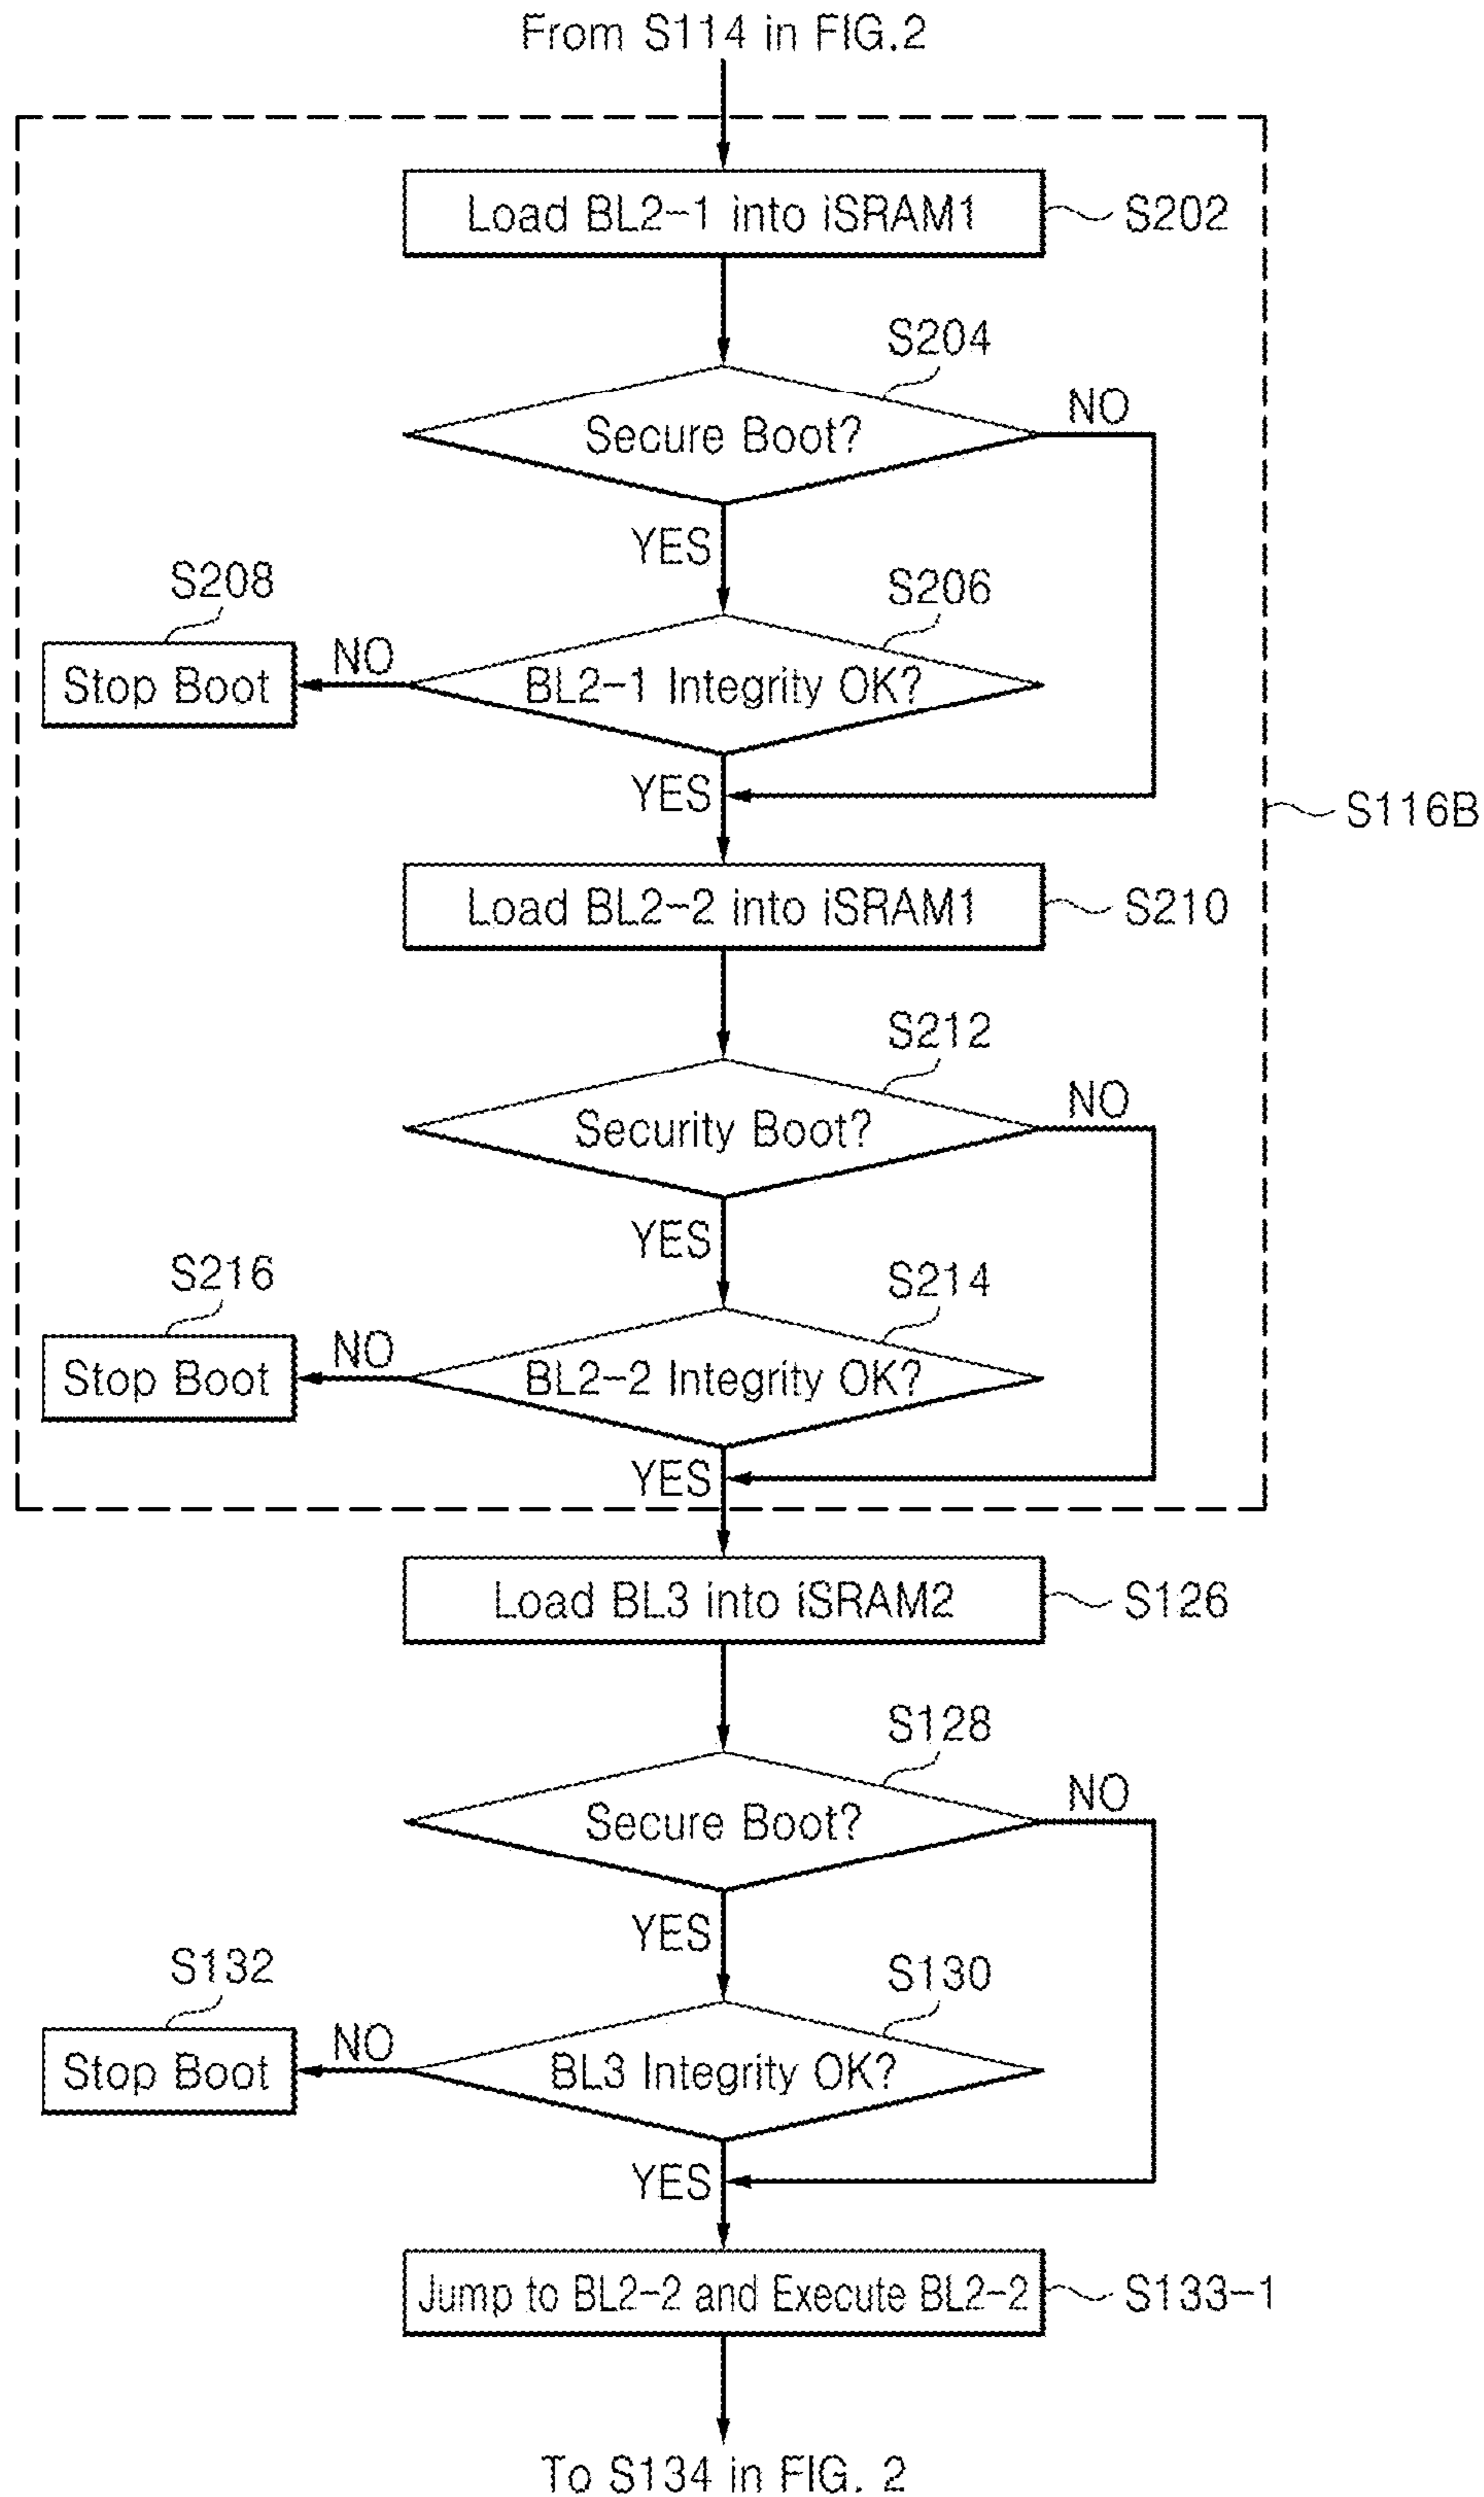 From S114 in FIG.2
Load BL2-1 into iSRAM1
S202
S204
Secure Boot?
NO
YES
S208
S206
Stop Boot
NO
BL2-1 Integrity OK?
YES
S116B
Load BL2-2 into iSRAM1
S210
S212
Security Boot?
NO
YES
S216
S214
Stop Boot
NO
BL2-2 Integrity OK?
YES
Load BL3 into iSRAM2
S126
S128
Secure Boot?
NO
YES
S132
S130
Stop Boot
NO
BL3 Integrity OK?
YES
Jump to BL2-2 and Execute BL2-2
S133-1
To S134 in FIG. 2